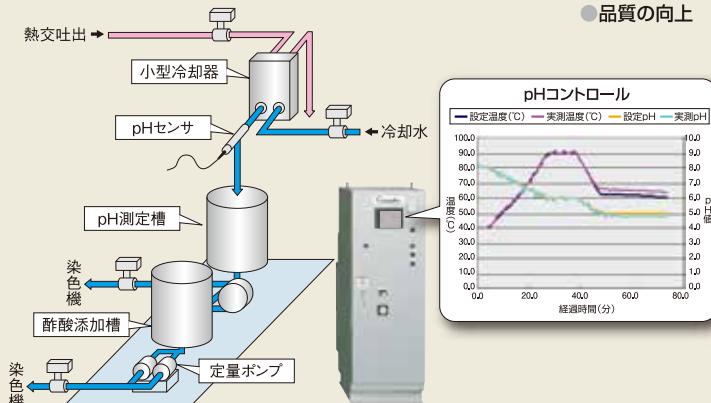 ●品質の向上
熱交吐出
小型冷却器
pHセンサ
冷却水
pH測定槽
染色機
酢酸添加槽
定量ポンプ
染色機
pHコントロール
設定温度(℃) 実測温度(℃) 設定pH 実測pH
100.0 10.0
90.0 9.0
80.0 8.0
70.0 7.0
60.0 6.0
50.0 5.0
40.0 4.0
30.0 3.0
20.0 2.0
10.0 1.0
0.0 0.0
温度(℃)
pH値
0.0 20.0 40.0 60.0 80.0
経過時間(分)